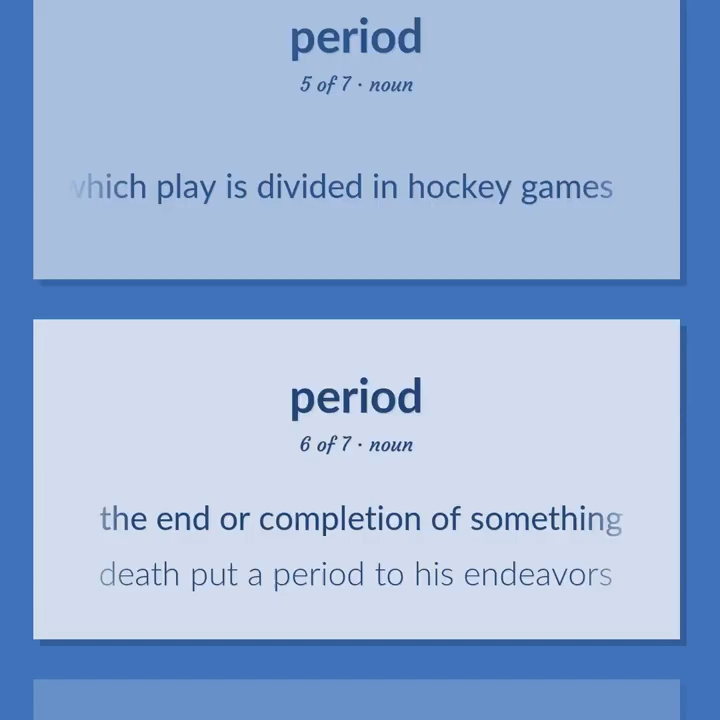 period
5 of 7 · noun
which play is divided in hockey games
period
6 of 7 · noun
the end or completion of something
death put a period to his endeavors